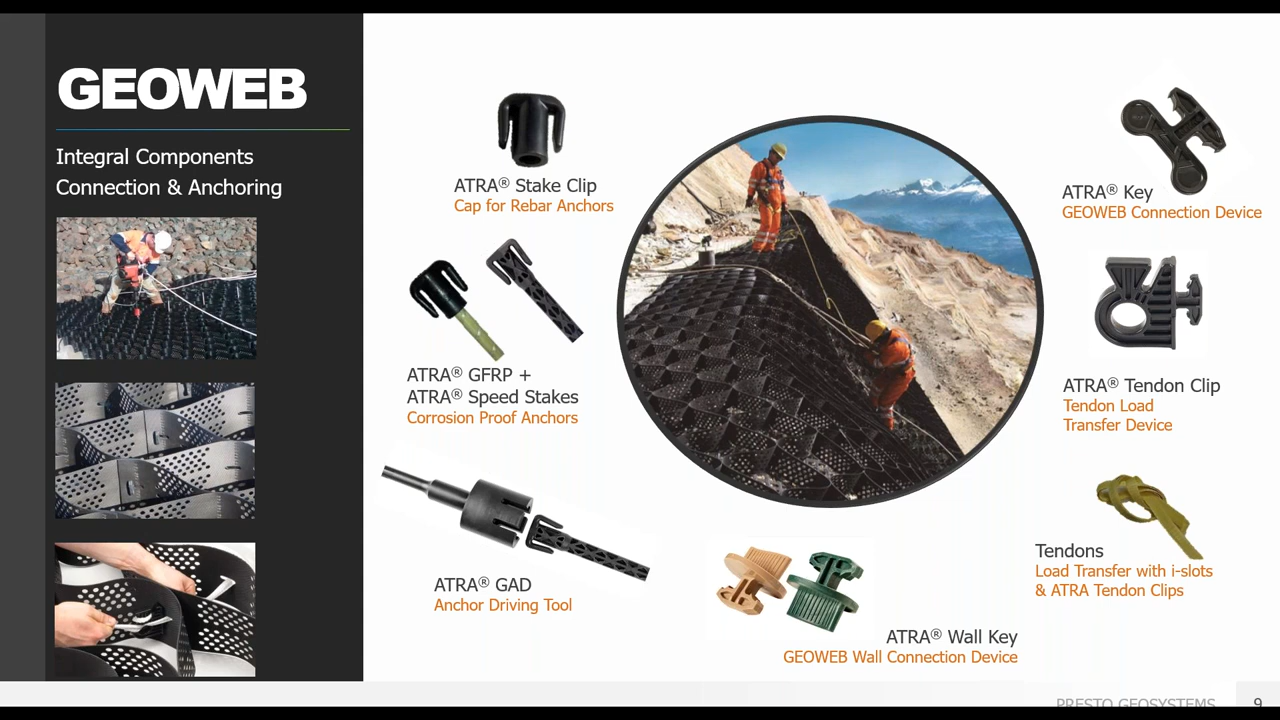 GEOWEB
Integral Components
Connection & Anchoring
ATRA® Stake Clip
Cap for Rebar Anchors
ATRA® GFRP +
ATRA® Speed Stakes
Corrosion Proof Anchors
ATRA® GAD
Anchor Driving Tool
ATRA® Wall Key
GEOWEB Wall Connection Device
ATRA® Key
GEOWEB Connection Device
ATRA® Tendon Clip
Tendon Load
Transfer Device
Tendons
Load Transfer with i-slots
& ATRA Tendon Clips
PRESTO GEOSYSTEMS
9